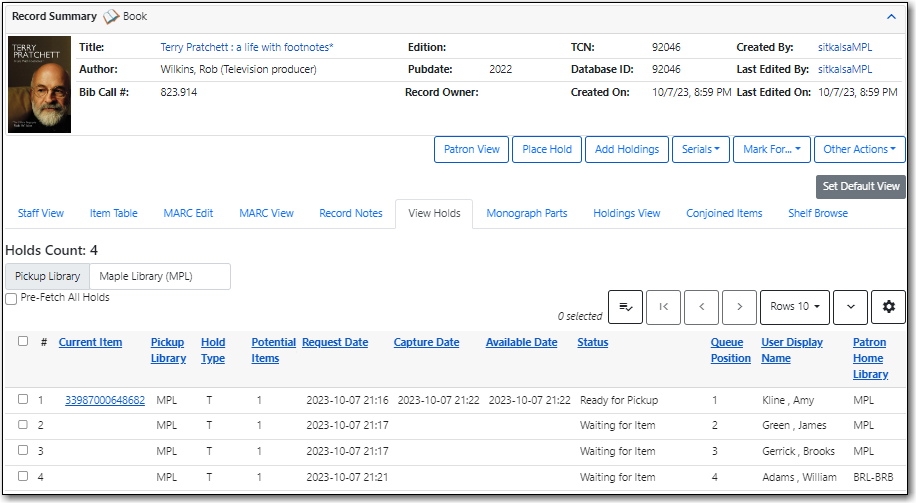 Record Summary Book
TERRY
PRATCHETT
Title: Terry Pratchett : a life with footnotes* Edition: TCN: 92046 Created By: sitkalsaMPL
Author: Wilkins, Rob (Television producer) Pubdate: 2022 Database ID: 92046 Last Edited By: sitkalsaMPL
Bib Call #: 823.914 Record Owner: Created On: 10/7/23, 8:59 PM Last Edited On: 10/7/23, 8:59 PM
Patron View Place Hold Add Holdings Serials Mark For... Other Actions
Set Default View
Staff View Item Table MARC Edit MARC View Record Notes View Holds Monograph Parts Holdings View Conjoined Items Shelf Browse
Holds Count: 4
Pickup Library Maple Library (MPL)
Pre-Fetch All Holds
0 selected Rows 10
# Current Item Pickup Library Hold Type Potential Items Request Date Capture Date Available Date Status Queue Position User Display Name Patron Home Library
1 33987000648682 MPL T 1 2023-10-07 21:16 2023-10-07 21:22 2023-10-07 21:22 Ready for Pickup 1 Kline , Amy MPL
2 MPL T 1 2023-10-07 21:17 Waiting for Item 2 Green , James MPL
3 MPL T 1 2023-10-07 21:17 Waiting for Item 3 Gerrick , Brooks MPL
4 MPL T 1 2023-10-07 21:21 Waiting for Item 4 Adams , William BRL-BRB